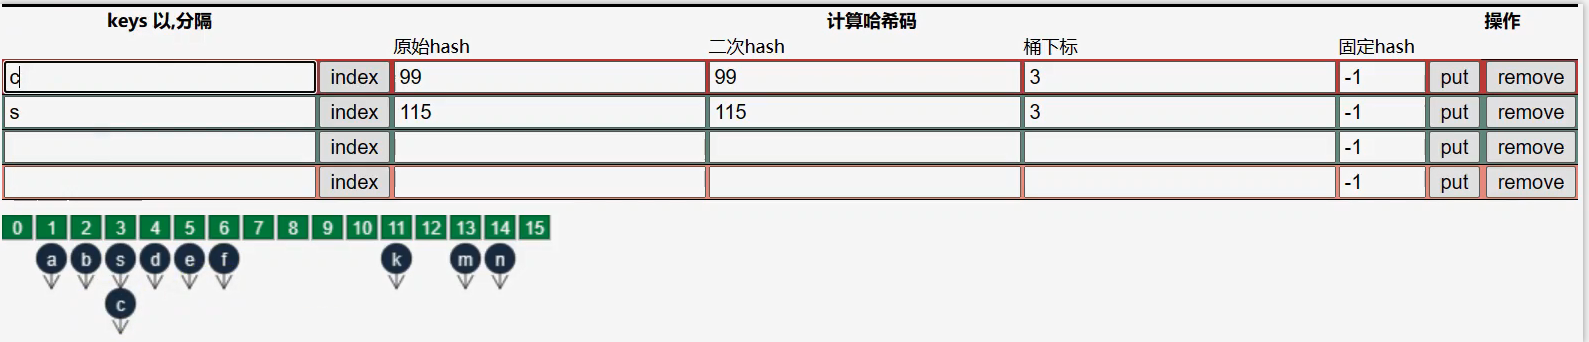 keys 以,分隔 计算哈希码 操作
原始hash 二次hash 桶下标 固定hash
c index 99 99 3 -1 put remove
s index 115 115 3 -1 put remove
index -1 put remove
index -1 put remove
0 1 2 3 4 5 6 7 8 9 10 11 12 13 14 15
a b s d e f k m n
c